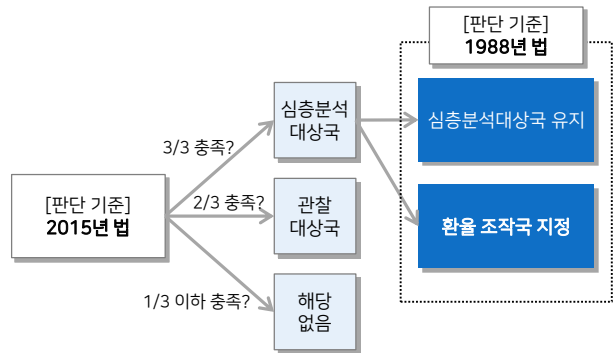 [판단 기준]
1988년 법
심층분석
대상국
심층분석대상국 유지
3/3 충족?
[판단 기준]
2015년 법
2/3 충족?
관찰
대상국
환율 조작국 지정
1/3 이하 충족?
해당
없음